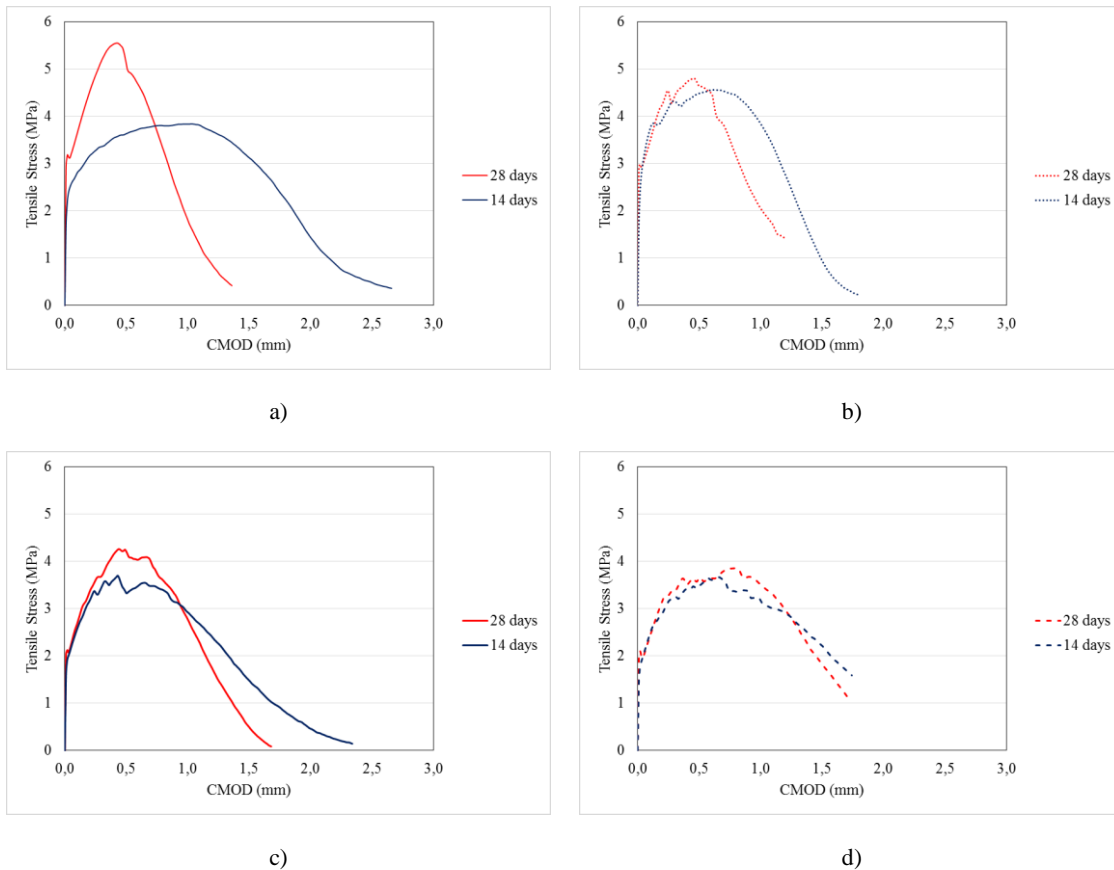 6
5
4
3
2
1
0
Tensile Stress (MPa)
0,0 0,5 1,0 1,5 2,0 2,5 3,0
CMOD (mm)
28 days
14 days
a)
6
5
4
3
2
1
0
Tensile Stress (MPa)
0,0 0,5 1,0 1,5 2,0 2,5 3,0
CMOD (mm)
28 days
14 days
b)
6
5
4
3
2
1
0
Tensile Stress (MPa)
0,0 0,5 1,0 1,5 2,0 2,5 3,0
CMOD (mm)
28 days
14 days
c)
6
5
4
3
2
1
0
Tensile Stress (MPa)
0,0 0,5 1,0 1,5 2,0 2,5 3,0
CMOD (mm)
28 days
14 days
d)